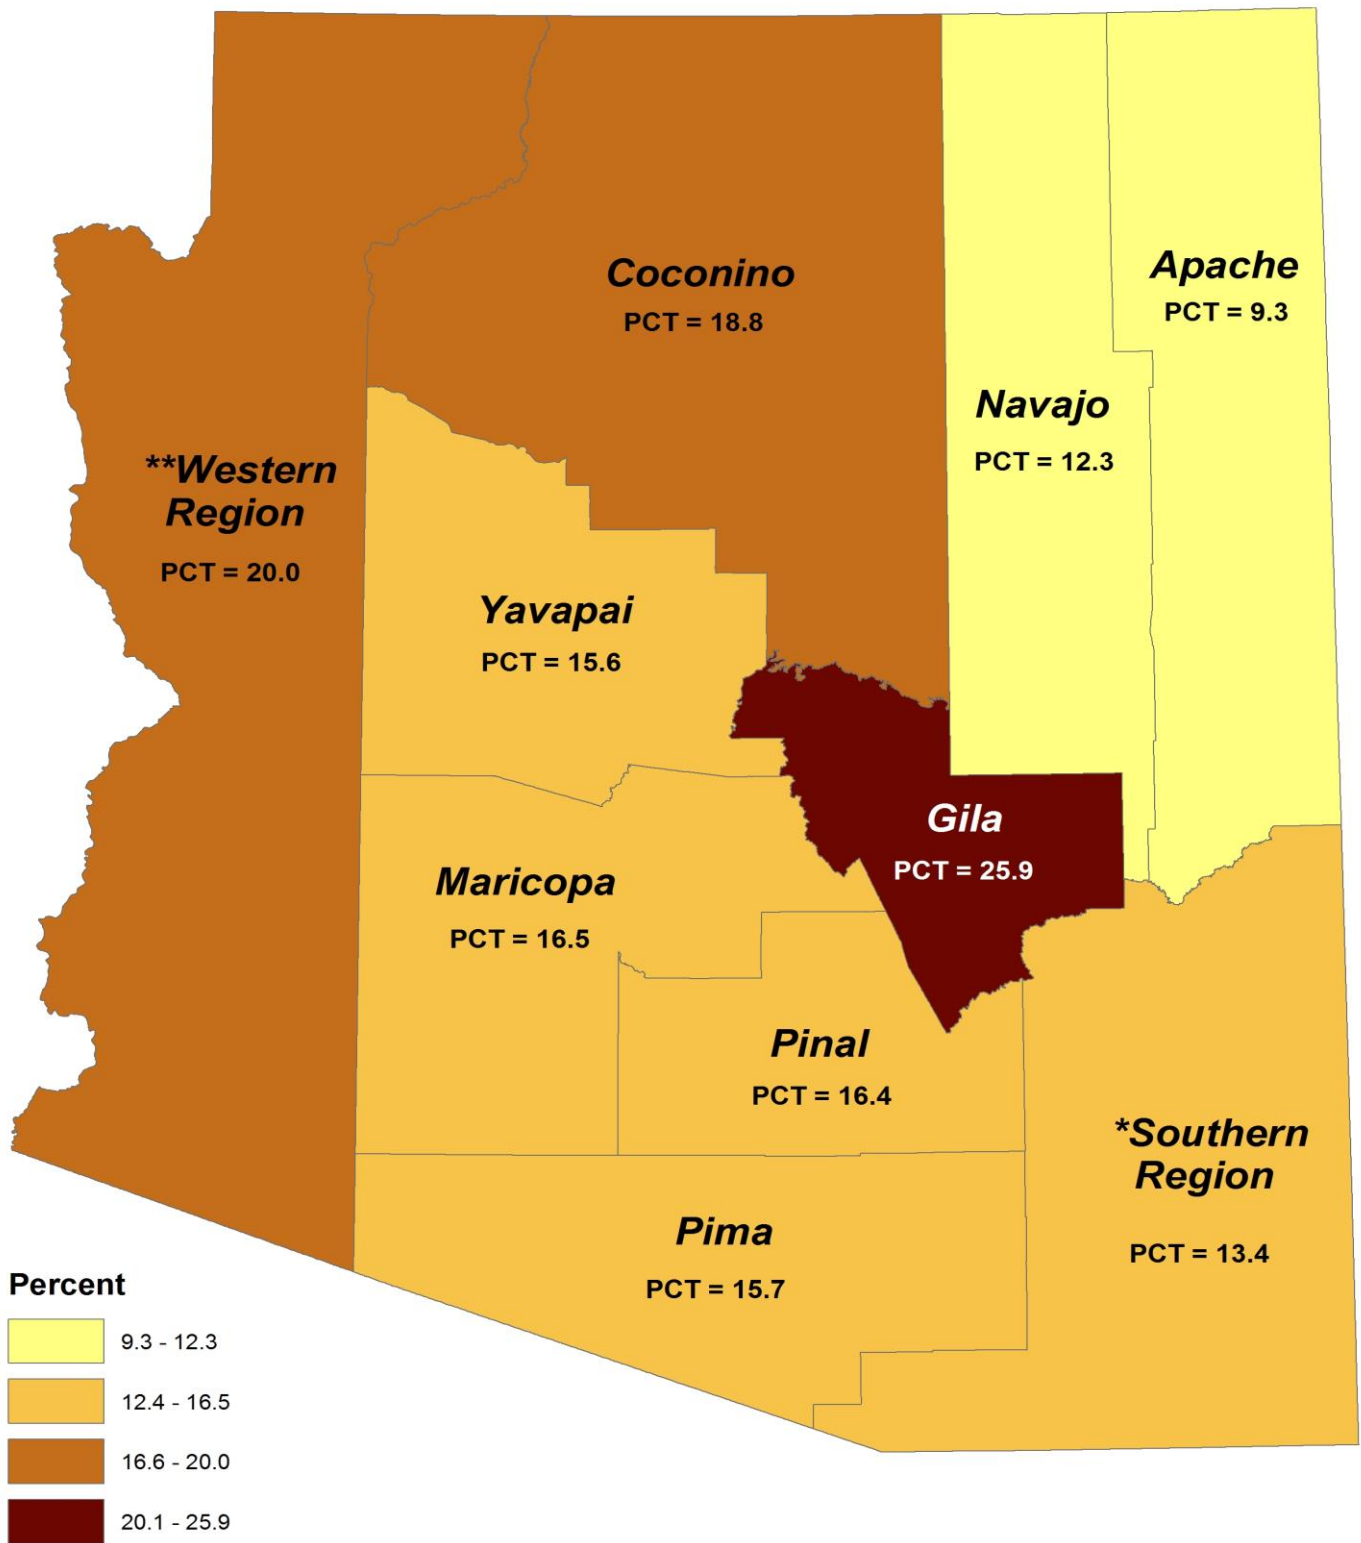 Coconino
PCT = 18.8
Apache
PCT = 9.3
Navajo
PCT = 12.3
**Western
Region
PCT = 20.0
Yavapai
PCT = 15.6
Gila
PCT = 25.9
Maricopa
PCT = 16.5
Pinal
PCT = 16.4
*Southern
Region
PCT = 13.4
Pima
PCT = 15.7
Percent
9.3 - 12.3
12.4 - 16.5
16.6 - 20.0
20.1 - 25.9